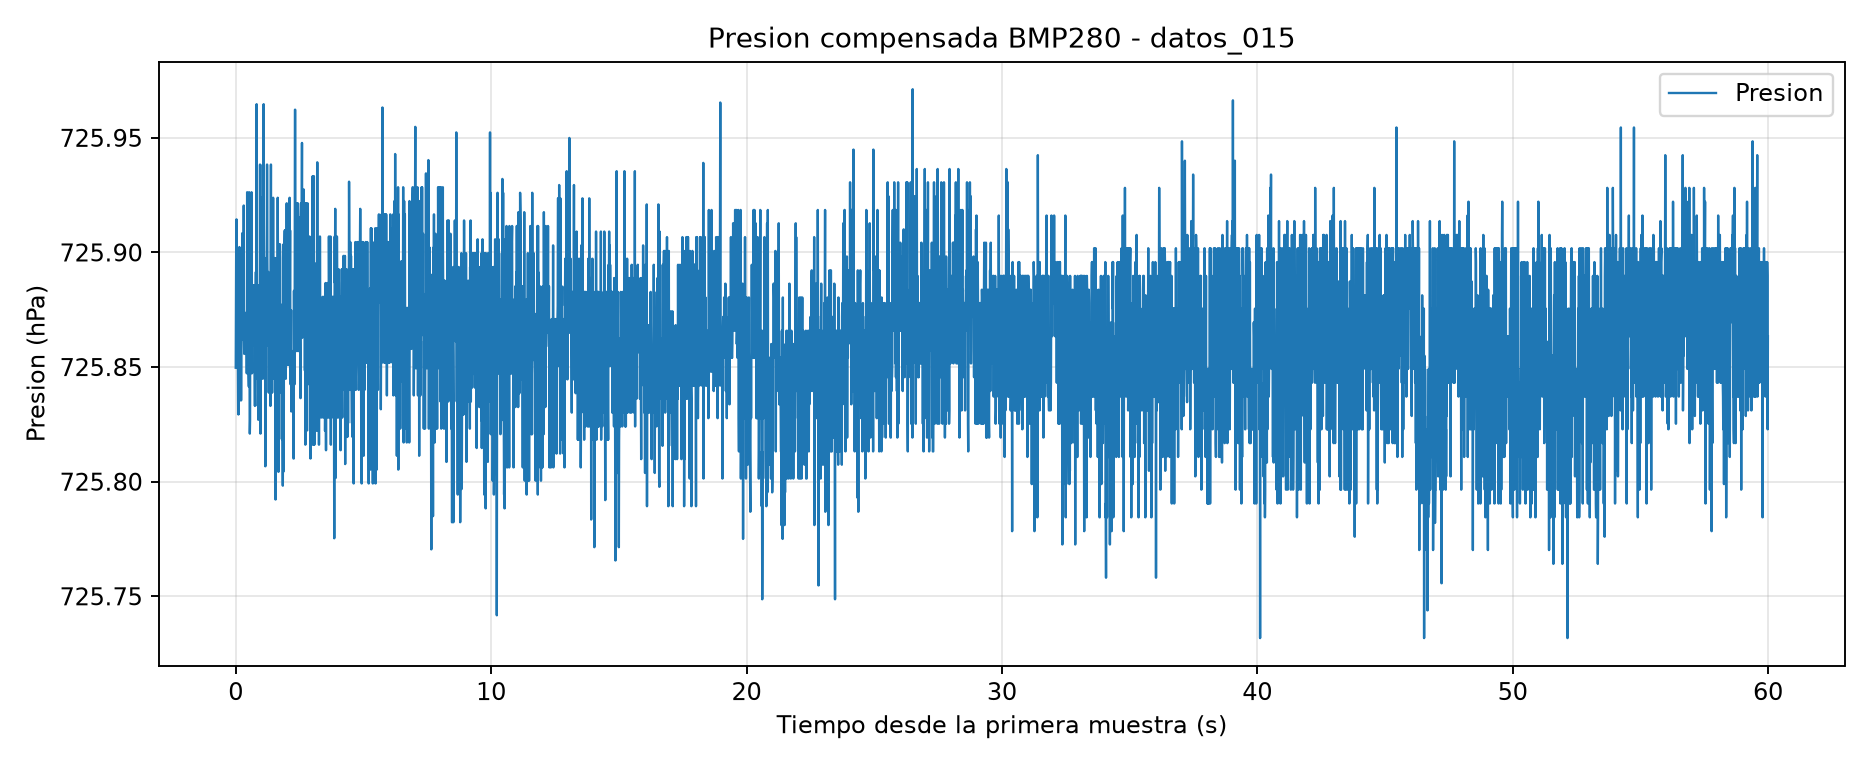 Presion compensada BMP280 - datos_015
Presion
725.95
725.90
725.85
725.80
725.75
Presion (hPa)
0 10 20 30 40 50 60
Tiempo desde la primera muestra (s)